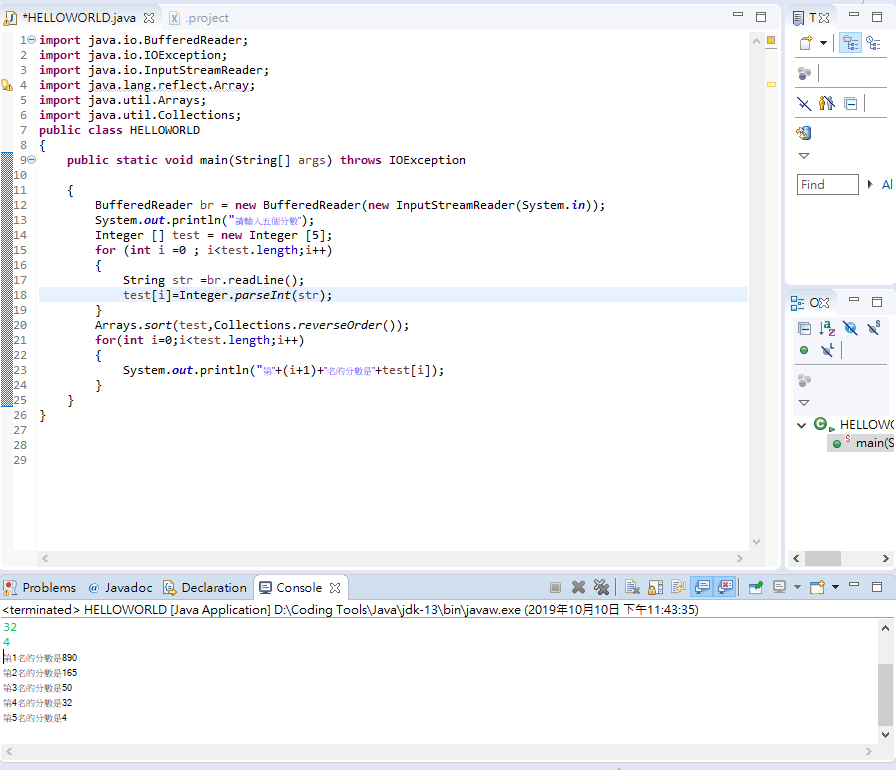 *HELLOWORLD.java
.project
1 import java.io.BufferedReader;
2 import java.io.IOException;
3 import java.io.InputStreamReader;
4 import java.lang.reflect.Array;
5 import java.util.Arrays;
6 import java.util.Collections;
7 public class HELLOWORLD
8 {
9 public static void main(String[] args) throws IOException
10
11 {
12 BufferedReader br = new BufferedReader(new InputStreamReader(System.in));
13 System.out.println("請輸人五個分數");
14 Integer [] test = new Integer [5];
15 for (int i =0 ; i<test.length;i++)
16 {
17 String str =br.readLine();
18 test[i]=Integer.parseInt(str);
19 }
20 Arrays.sort(test,Collections.reverseOrder());
21 for(int i=0;i<test.length;i++)
22 {
23 System.out.println("第"+(i+1)+"名的分數是"+test[i]);
24 }
25 }
26 }
27
28
29
T
Find
Al
O
HELLOWO
main(S
Problems
@ Javadoc
Declaration
Console
<terminated> HELLOWORLD [Java Application] D:\Coding Tools\Java\jdk-13\bin\javaw.exe (2019年10月10日 下午11:43:35)
32
4
第1名的分數是890
第2名的分數是165
第3名的分數是50
第4名的分數是32
第5名的分數是4